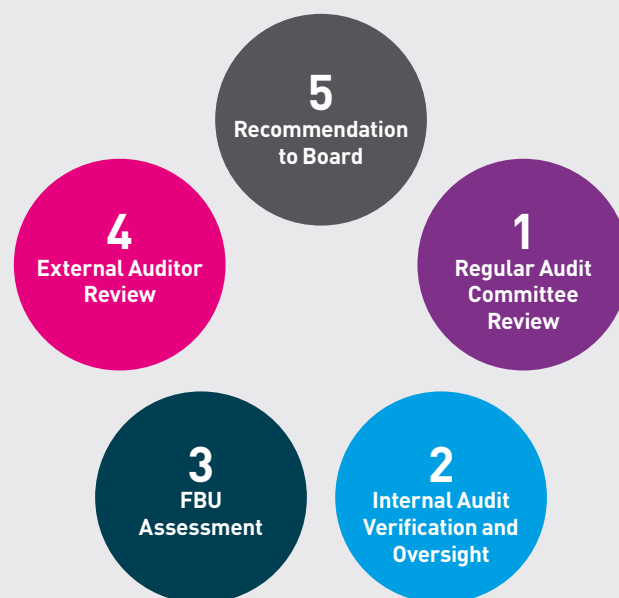 5
Recommendation
to Board
4
External Auditor
Review
1
Regular Audit
Committee
Review
3
FBU
Assessment
2
Internal Audit
Verification and
Oversight